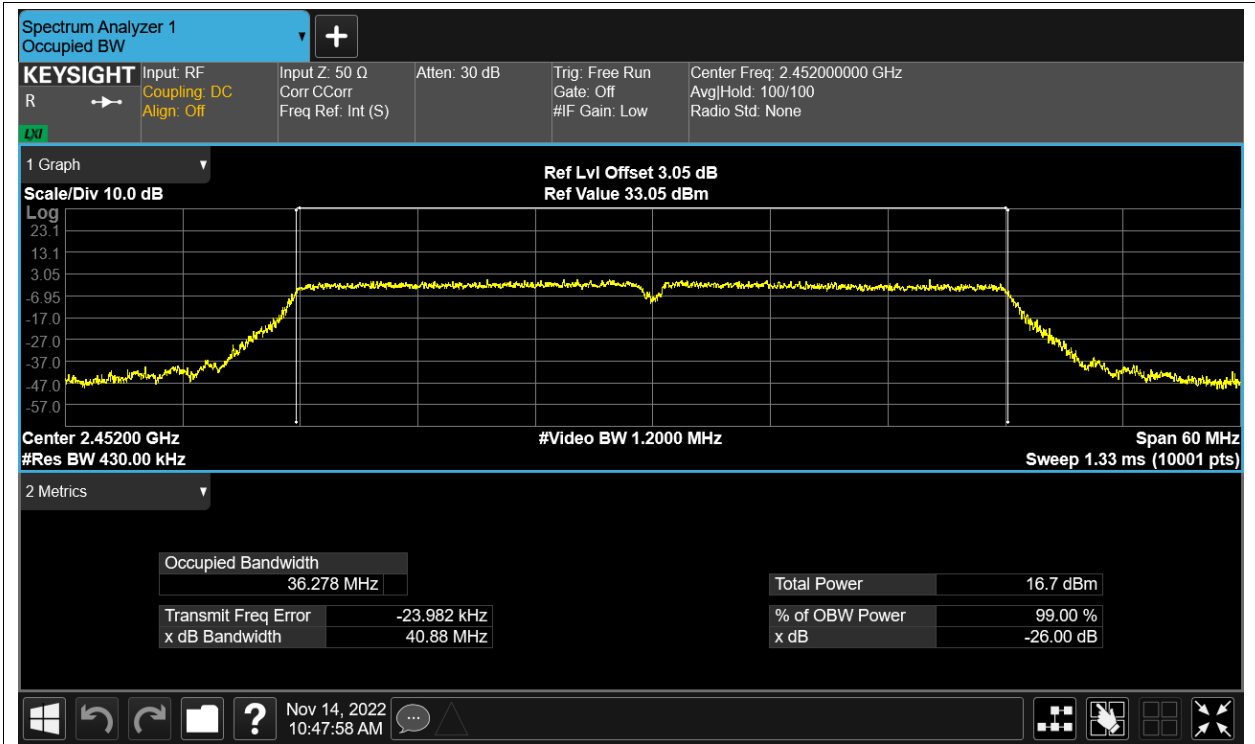 Spectrum Analyzer 1
Occupied BW
KEYSIGHT
R
LXI
Input: RF
Coupling: DC
Align: Off
Input Z: 50 Ω
Corr CCorr
Freq Ref: Int (S)
Atten: 30 dB
Trig: Free Run
Gate: Off
#IF Gain: Low
Center Freq: 2.452000000 GHz
Avg|Hold: 100/100
Radio Std: None
1 Graph
Scale/Div 10.0 dB
Ref Lvl Offset 3.05 dB
Ref Value 33.05 dBm
Log
23.1
13.1
3.05
-6.95
-17.0
-27.0
-37.0
-47.0
-57.0
Center 2.45200 GHz
#Video BW 1.2000 MHz
Span 60 MHz
#Res BW 430.00 kHz
Sweep 1.33 ms (10001 pts)
2 Metrics
Occupied Bandwidth
36.278 MHz
Total Power 16.7 dBm
Transmit Freq Error -23.982 kHz
% of OBW Power 99.00 %
x dB Bandwidth 40.88 MHz
x dB -26.00 dB
?
Nov 14, 2022
10:47:58 AM